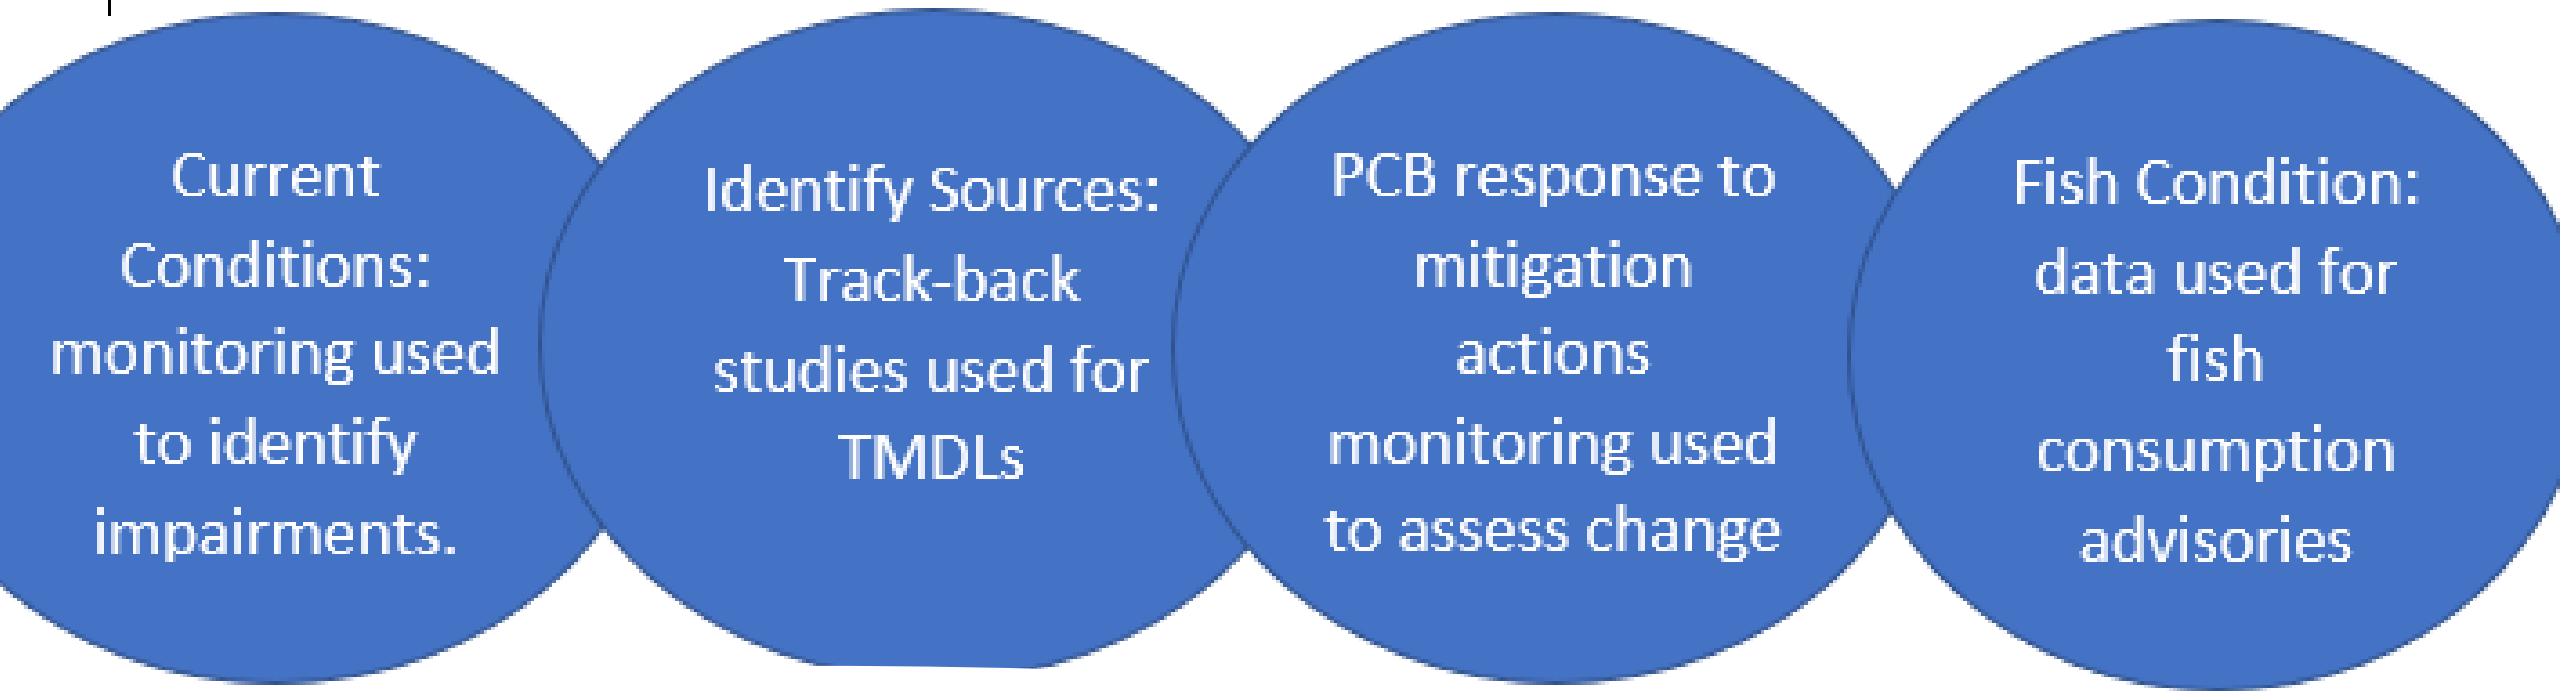 Current
Conditions:
monitoring used
to identify
impairments.
Identify Sources:
Track-back
studies used for
TMDLs
PCB response to
mitigation
actions
monitoring used
to assess change
Fish Condition:
data used for
fish
consumption
advisories